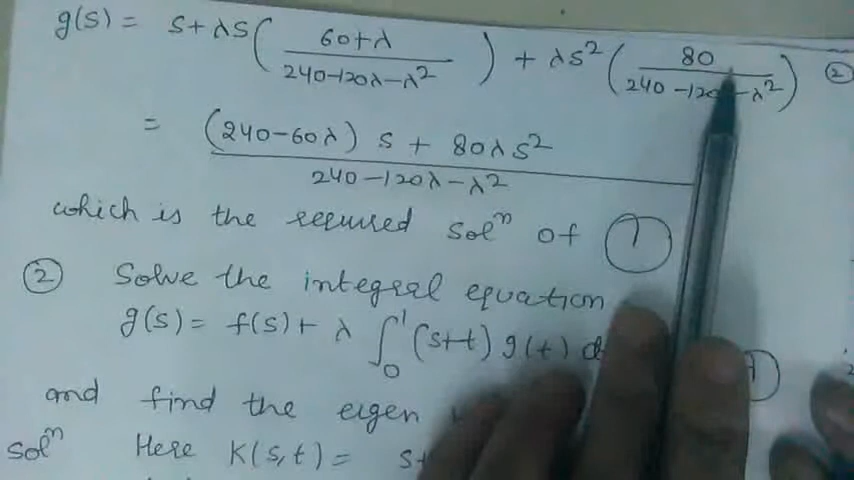 g(s) = s + λs ( (60+λ) / (240-120λ-λ²) ) + λs² ( 80 / (240-120 -λ²) ) ②
= ( (240-60λ) s + 80λs² ) / (240-120λ-λ²)
which is the required solⁿ of ①
② Solve the integral equation
g(s) = f(s) + λ ∫₀¹ (s+t) g(t) d
and find the eigen
solⁿ Here K(s,t) = s+